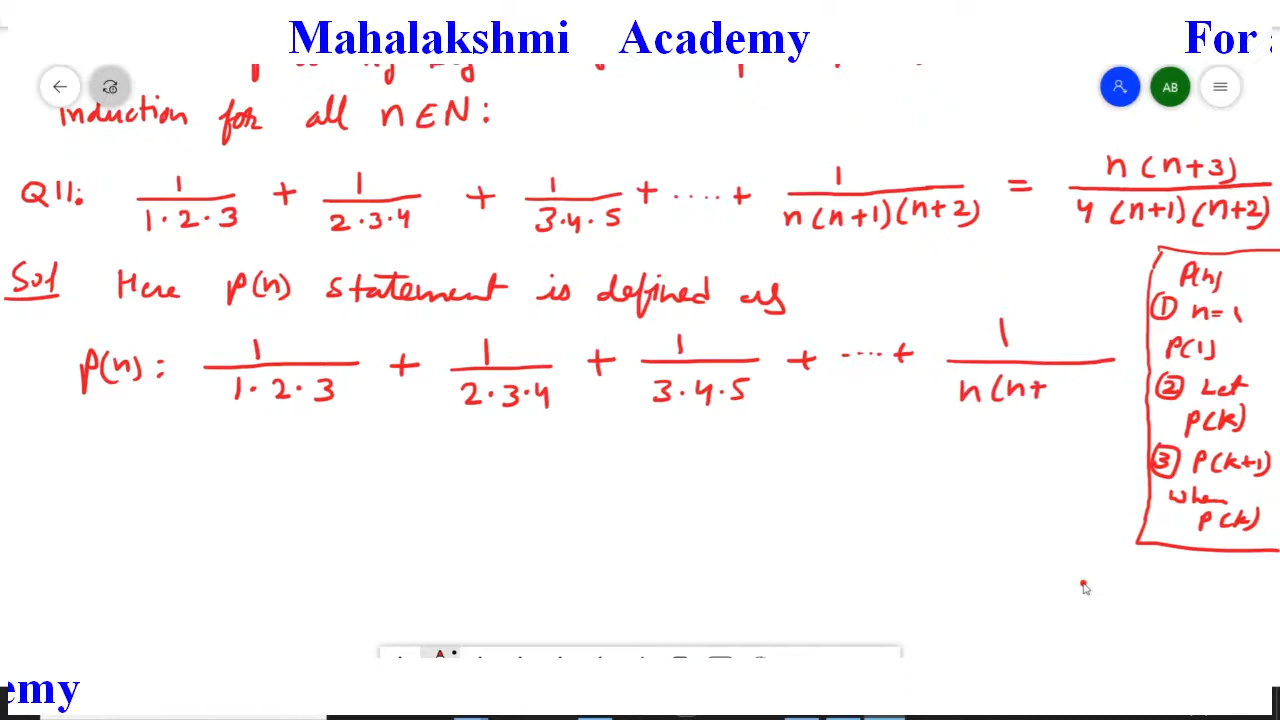 Mahalakshmi Academy For
AB
induction for all n ∈ N:
Q11: 1/(1·2·3) + 1/(2·3·4) + 1/(3·4·5) + ..... + 1/(n(n+1)(n+2)) = n(n+3)/(4(n+1)(n+2))
Sol Here P(n) statement is defined as
P(n): 1/(1·2·3) + 1/(2·3·4) + 1/(3·4·5) + ..... + 1/(n(n+
P(n)
① n=1
P(1)
② Let
P(k)
③ P(k+1)
when
P(k)
emy